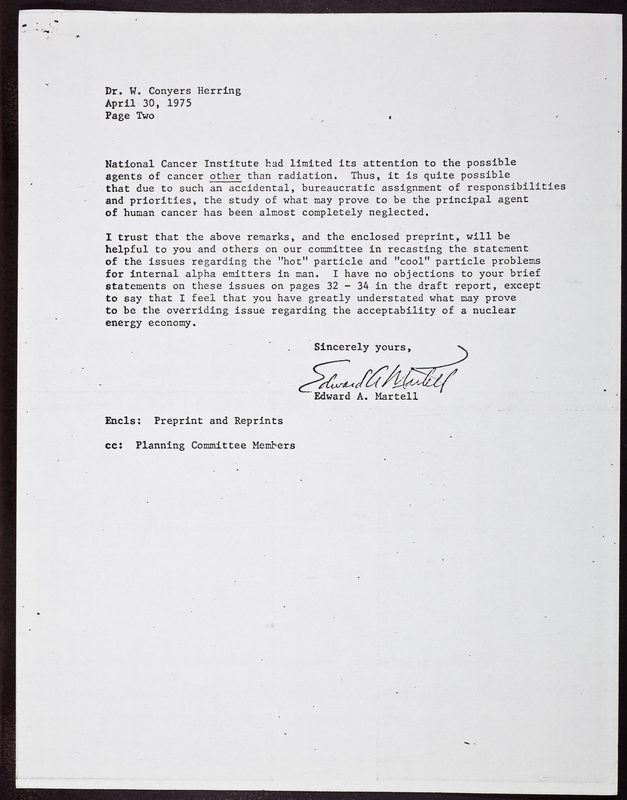 Dr. W. Conyers Herring
April 30, 1975
Page Two
National Cancer Institute had limited its attention to the possible
agents of cancer other than radiation. Thus, it is quite possible
that due to such an accidental, bureaucratic assignment of responsibilities
and priorities, the study of what may prove to be the principal agent
of human cancer has been almost completely neglected.
I trust that the above remarks, and the enclosed preprint, will be
helpful to you and others on our committee in recasting the statement
of the issues regarding the "hot" particle and "cool" particle problems
for internal alpha emitters in man. I have no objections to your brief
statements on these issues on pages 32 - 34 in the draft report, except
to say that I feel that you have greatly understated what may prove
to be the overriding issue regarding the acceptability of a nuclear
energy economy.
Sincerely yours,
Edward A Martell
Edward A. Martell
Encls: Preprint and Reprints
cc: Planning Committee Members